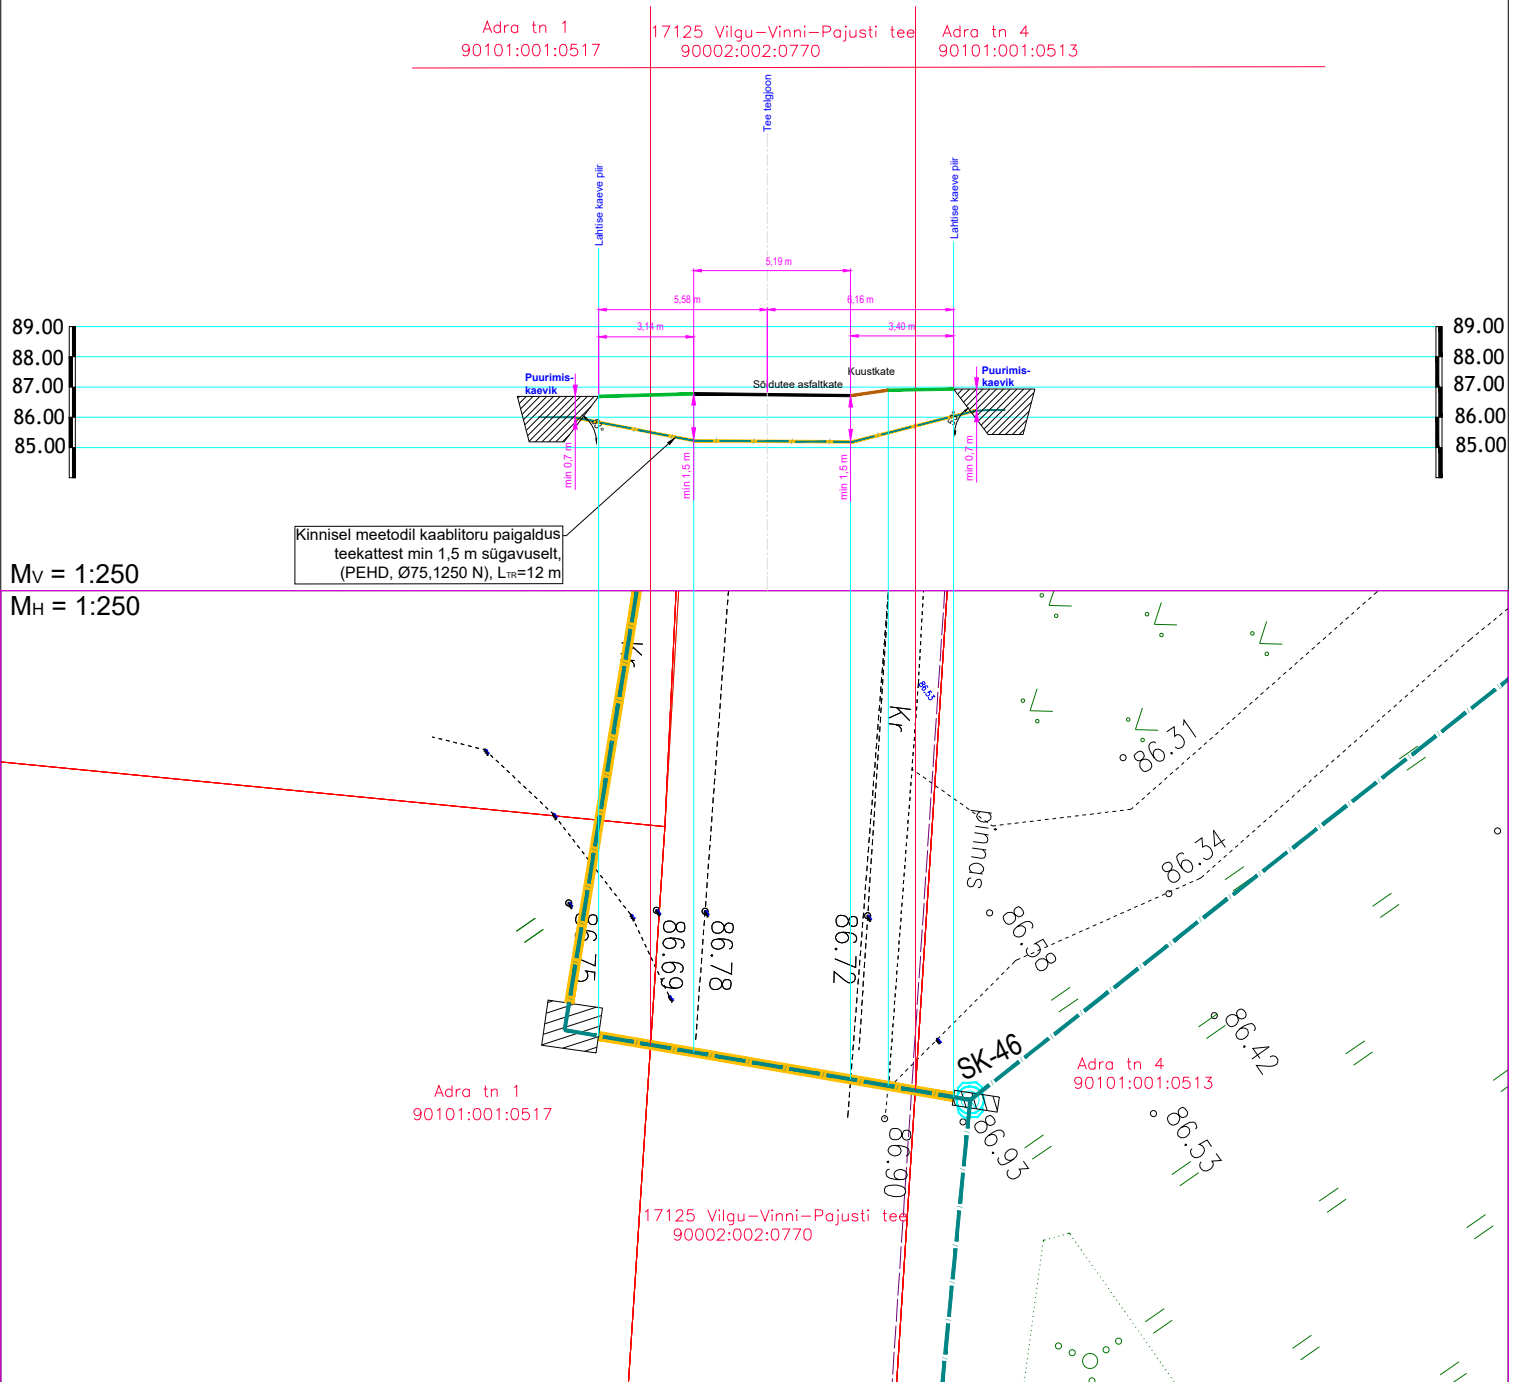 Adra tn 1
90101:001:0517
17125 Vilgu-Vinni-Pajusti tee
90002:002:0770
Adra tn 4
90101:001:0513
Tee telgjoon
Lahtise kaeve piir
Lahtise kaeve piir
5,19 m
5,58 m
6,16 m
3,14 m
3,40 m
89.00
88.00
87.00
86.00
85.00
89.00
88.00
87.00
86.00
85.00
Puurimis-
kaevik
Sõidutee asfaltkate
Kuustkate
Puurimis-
kaevik
min 0,7 m
min 1,5 m
min 1,5 m
min 0,7 m
Kinnisel meetodil kaablitoru paigaldus
teekattest min 1,5 m sügavuselt,
(PEHD, Ø75,1250 N), LTR=12 m
MV = 1:250
MH = 1:250
Kr
86.53
Kr
86.31
pinnas
86.34
86.58
86.75
86.69
86.78
86.72
86.42
SK-46
Adra tn 4
90101:001:0513
Adra tn 1
90101:001:0517
86.93
86.53
86.90
17125 Vilgu-Vinni-Pajusti tee
90002:002:0770